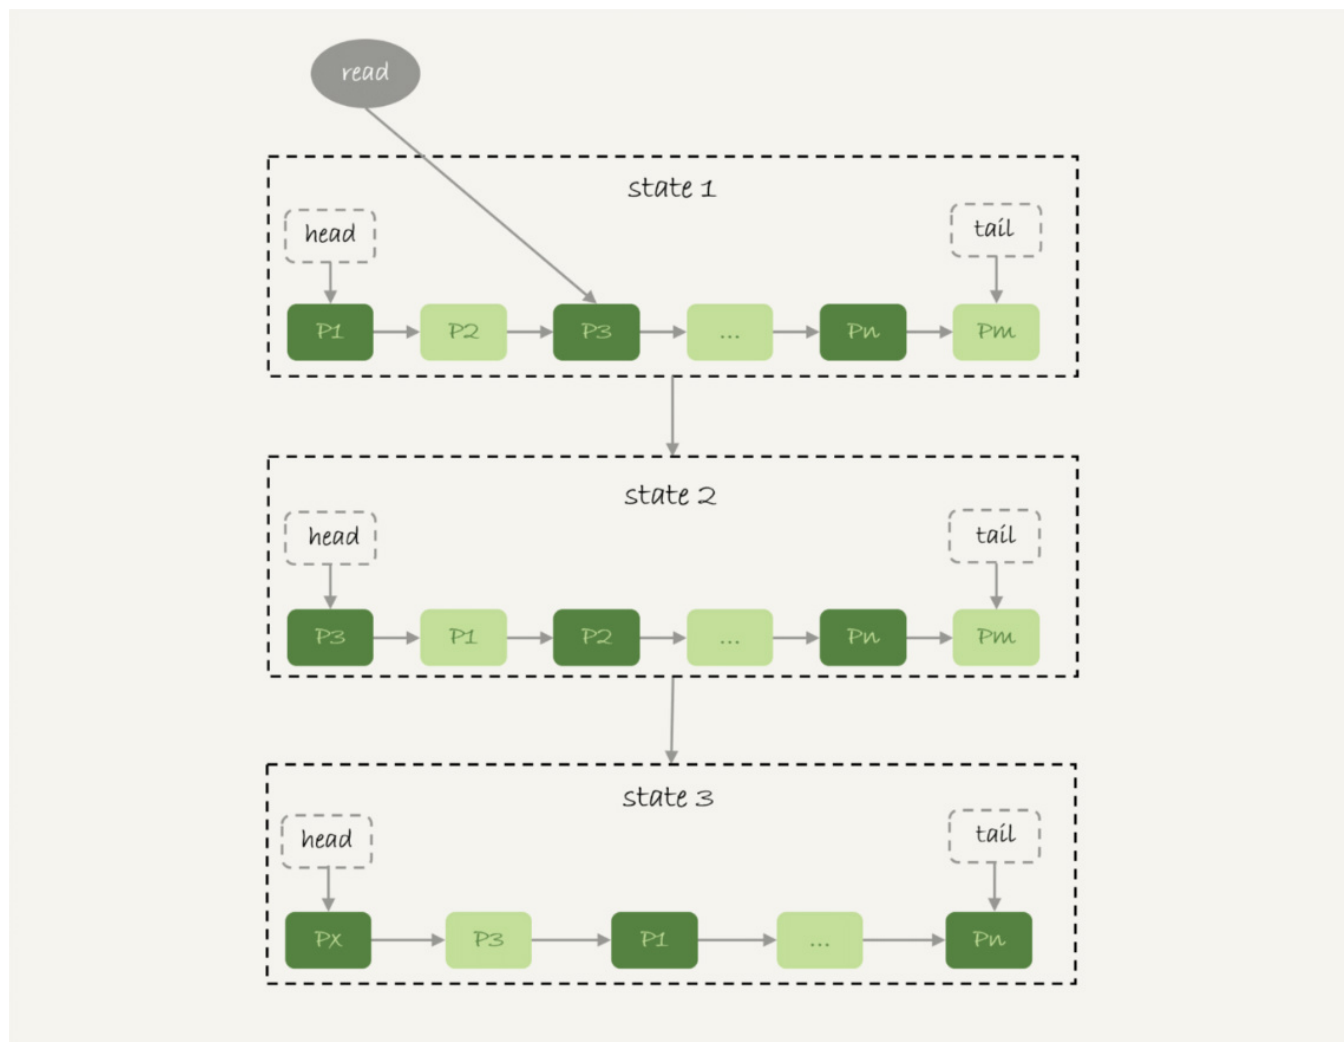 read
state 1
head
tail
P1
P2
P3
...
Pn
Pm
state 2
head
tail
P3
P1
P2
...
Pn
Pm
state 3
head
tail
Px
P3
P1
...
Pn